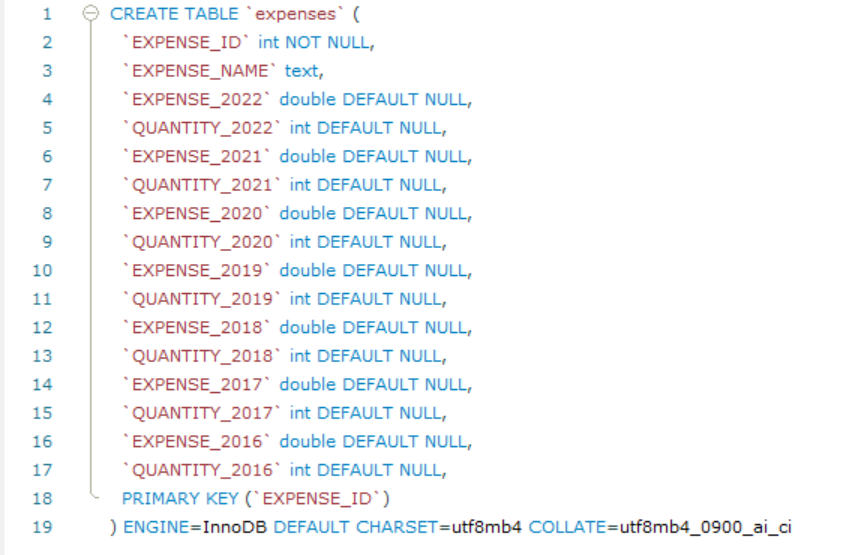 1 CREATE TABLE `expenses` (
2 `EXPENSE_ID` int NOT NULL,
3 `EXPENSE_NAME` text,
4 `EXPENSE_2022` double DEFAULT NULL,
5 `QUANTITY_2022` int DEFAULT NULL,
6 `EXPENSE_2021` double DEFAULT NULL,
7 `QUANTITY_2021` int DEFAULT NULL,
8 `EXPENSE_2020` double DEFAULT NULL,
9 `QUANTITY_2020` int DEFAULT NULL,
10 `EXPENSE_2019` double DEFAULT NULL,
11 `QUANTITY_2019` int DEFAULT NULL,
12 `EXPENSE_2018` double DEFAULT NULL,
13 `QUANTITY_2018` int DEFAULT NULL,
14 `EXPENSE_2017` double DEFAULT NULL,
15 `QUANTITY_2017` int DEFAULT NULL,
16 `EXPENSE_2016` double DEFAULT NULL,
17 `QUANTITY_2016` int DEFAULT NULL,
18 PRIMARY KEY (`EXPENSE_ID`)
19 ) ENGINE=InnoDB DEFAULT CHARSET=utf8mb4 COLLATE=utf8mb4_0900_ai_ci